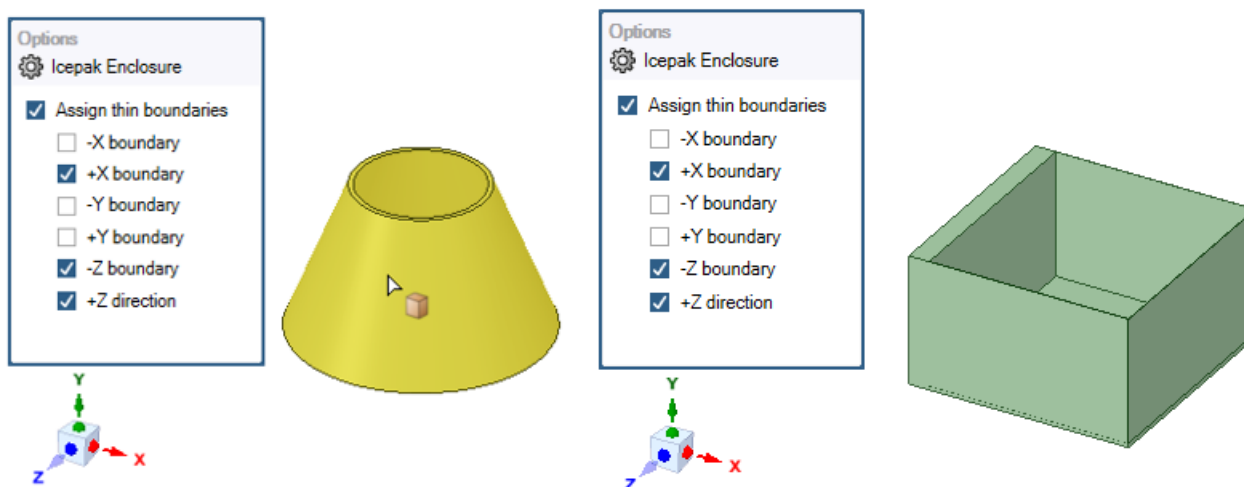 Options
Icepak Enclosure
Assign thin boundaries
-X boundary
+X boundary
-Y boundary
+Y boundary
-Z boundary
+Z direction
Y
X
Z
Options
Icepak Enclosure
Assign thin boundaries
-X boundary
+X boundary
-Y boundary
+Y boundary
-Z boundary
+Z direction
Y
X
Z